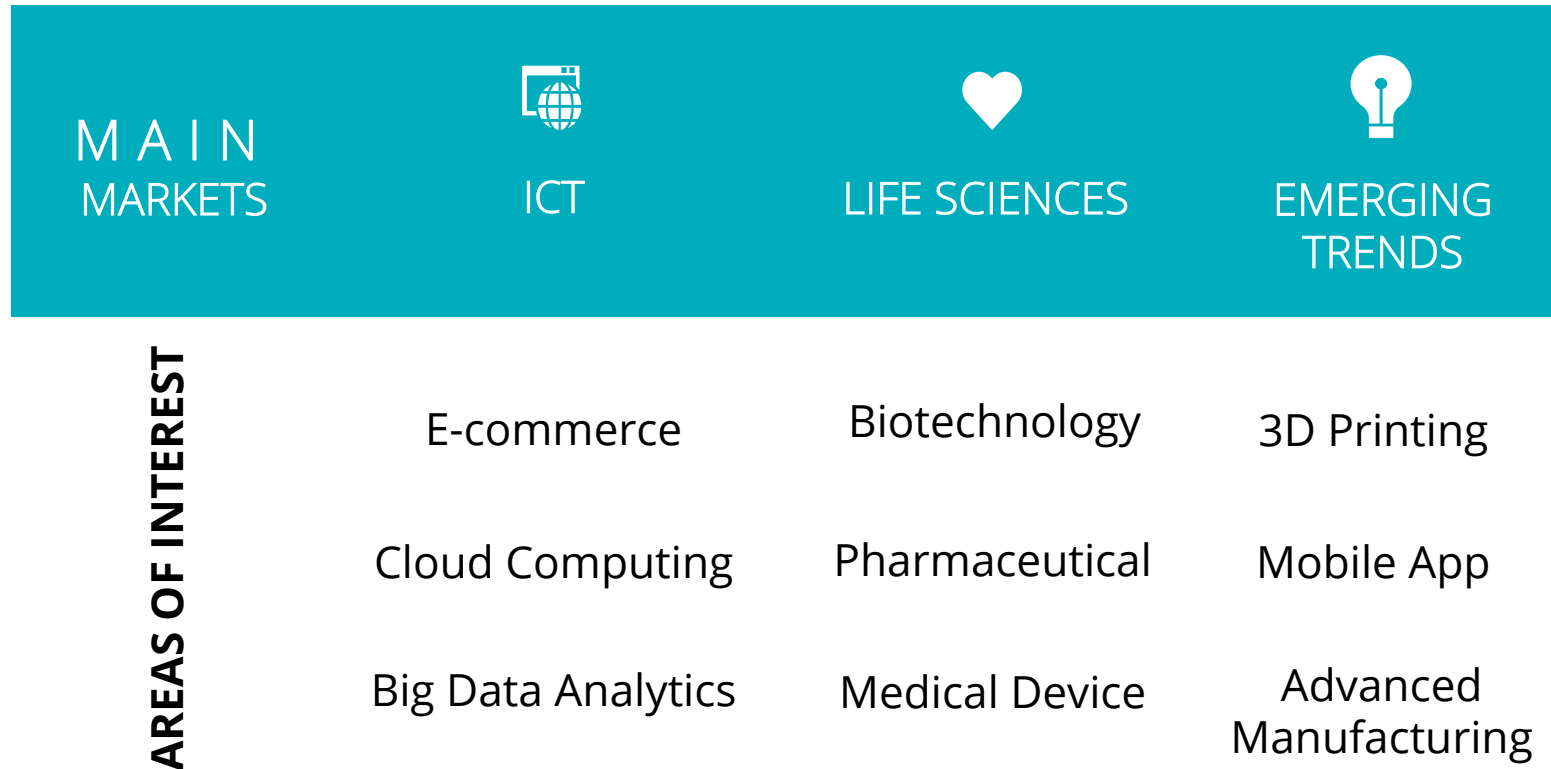 MAIN
MARKETS
ICT
LIFE SCIENCES
EMERGING
TRENDS
AREAS OF INTEREST
E-commerce
Biotechnology
3D Printing
Cloud Computing
Pharmaceutical
Mobile App
Big Data Analytics
Medical Device
Advanced
Manufacturing